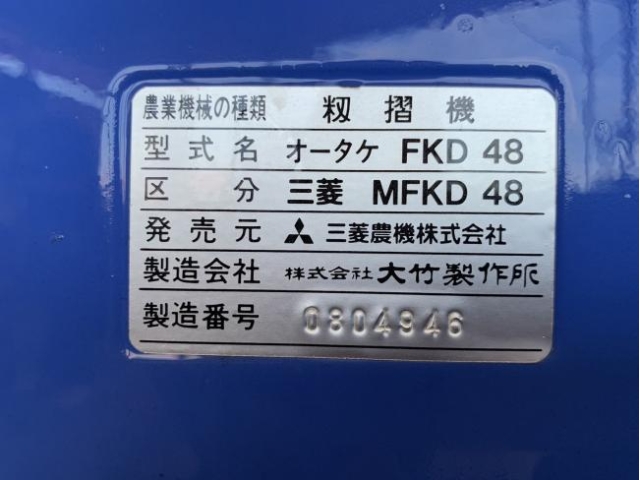 農業機械の種類 籾摺機
型式名 オータケ FKD 48
区分 三菱 MFKD 48
発売元 三菱農機株式会社
製造会社 株式会社 大竹製作所
製造番号 0804946